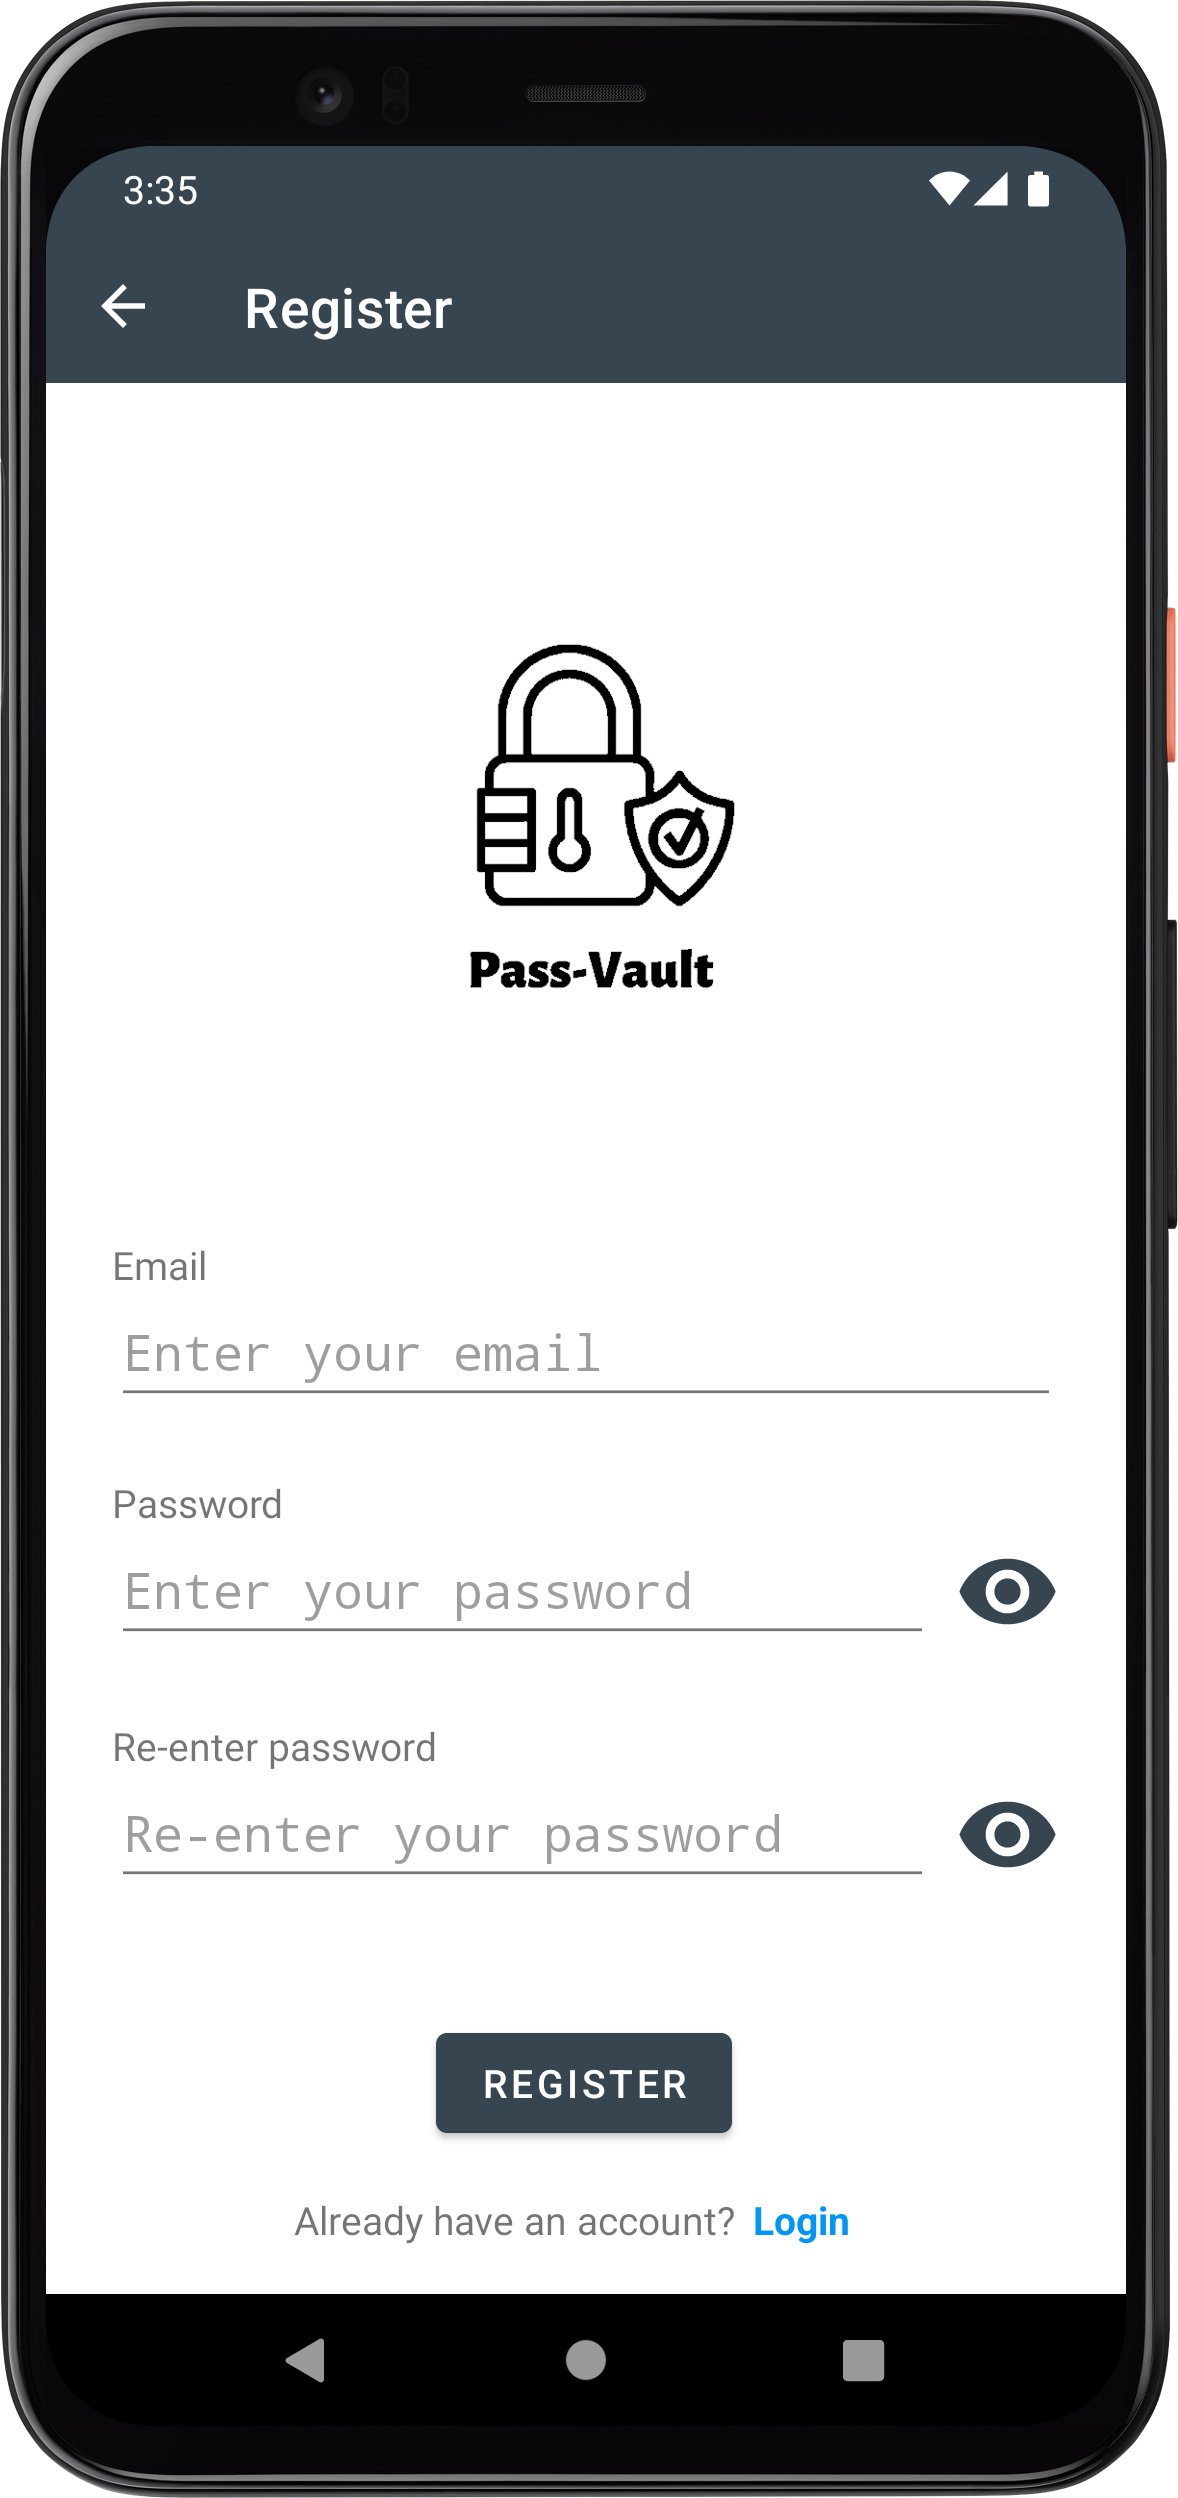 3:35
Register
Pass-Vault
Email
Enter your email
Password
Enter your password
Re-enter password
Re-enter your password
REGISTER
Already have an account? Login